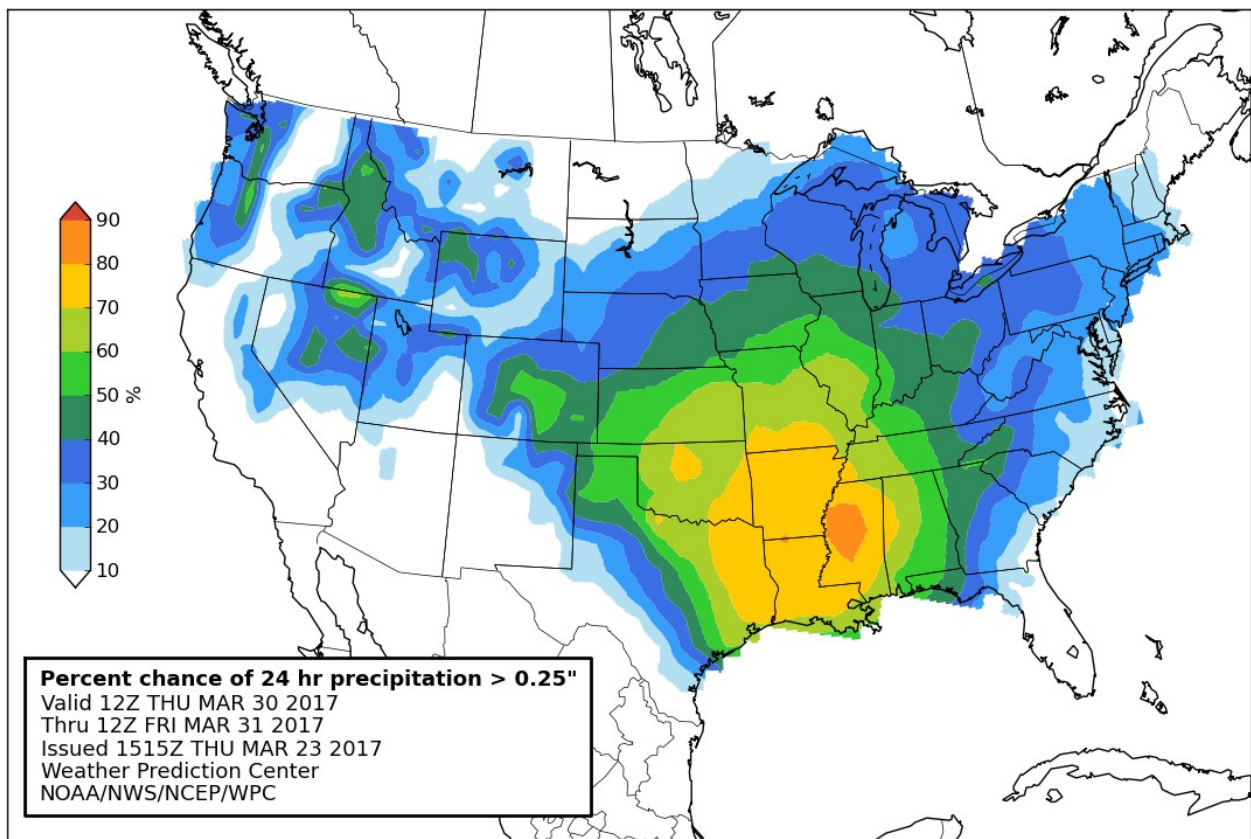 90
80
70
60
50
40
30
20
10
%
Percent chance of 24 hr precipitation > 0.25"
Valid 12Z THU MAR 30 2017
Thru 12Z FRI MAR 31 2017
Issued 1515Z THU MAR 23 2017
Weather Prediction Center
NOAA/NWS/NCEP/WPC